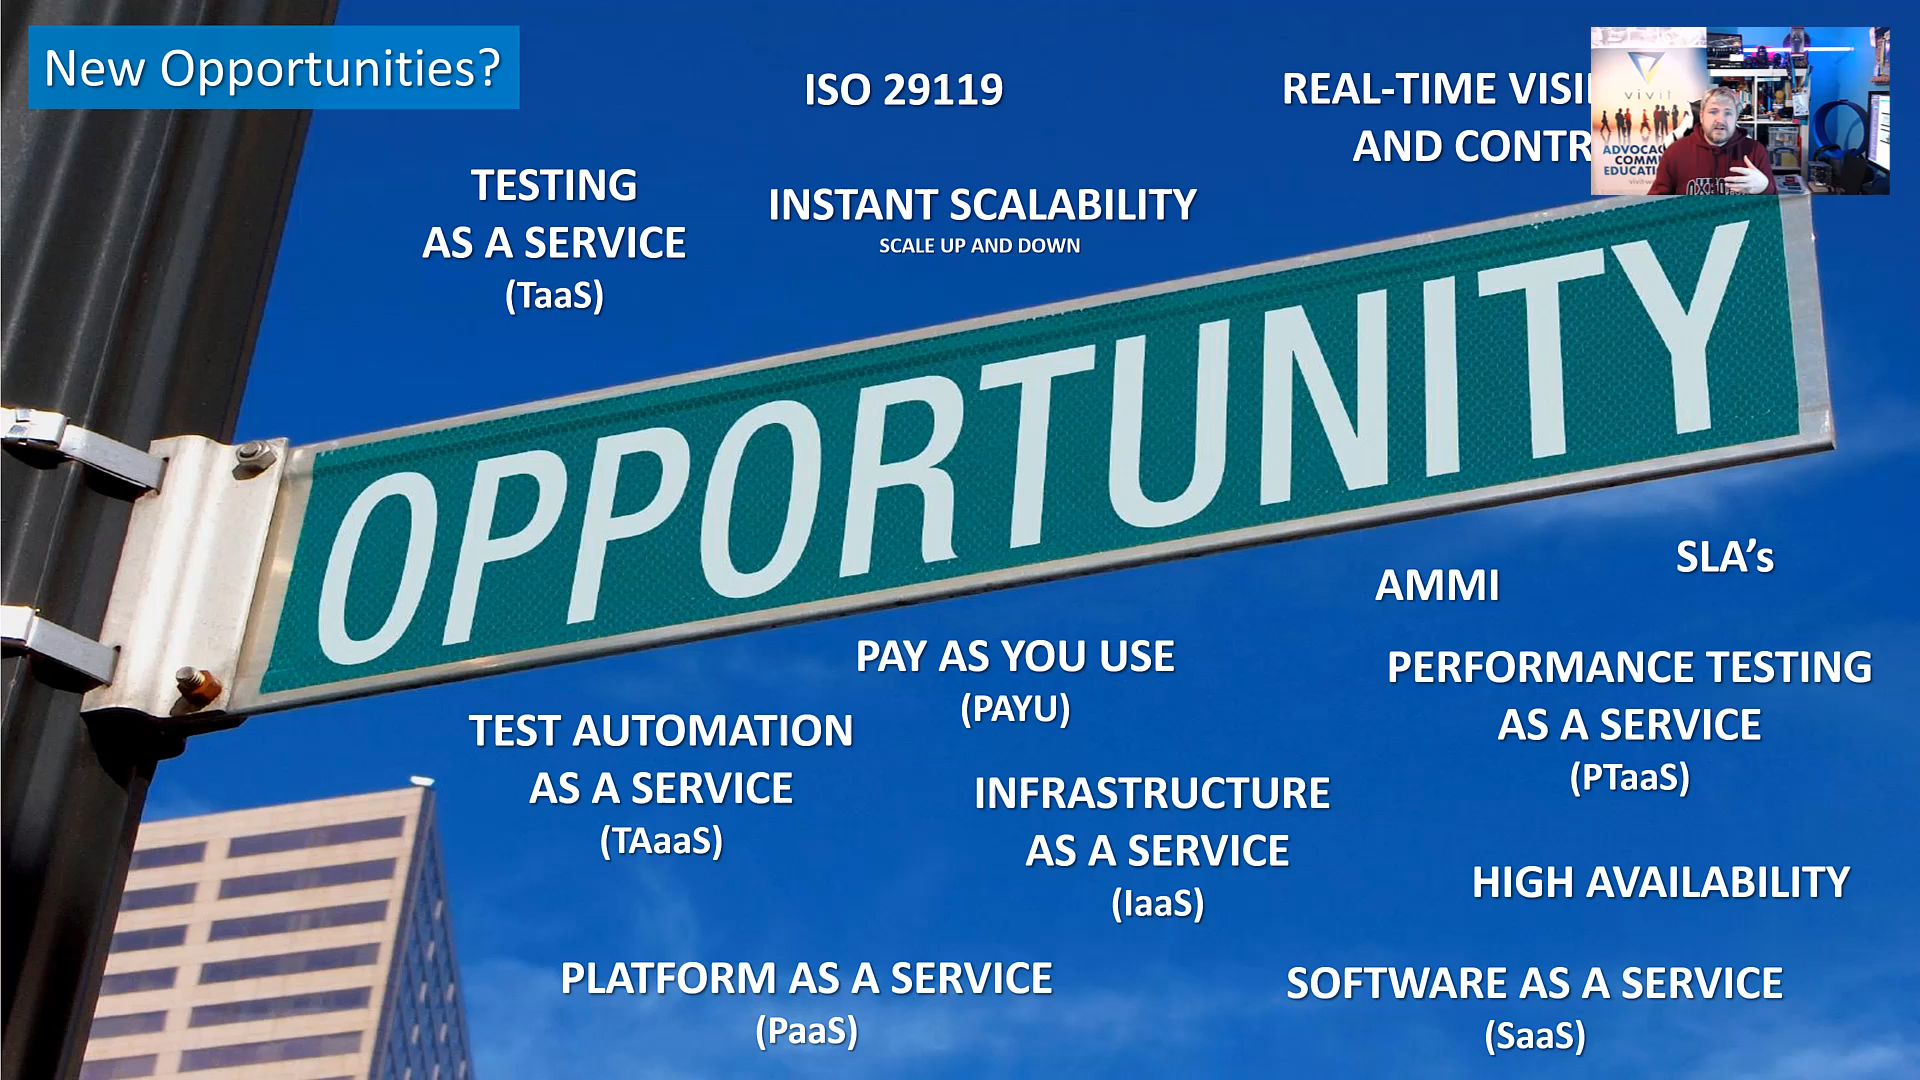 New Opportunities?
ISO 29119
REAL-TIME
AND
TESTING
AS A SERVICE
(TaaS)
INSTANT SCALABILITY
SCALE UP AND DOWN
vivit
COMM
OPPORTUNITY
SLA's
AMMI
PAY AS YOU USE
(PAYU)
PERFORMANCE TESTING
AS A SERVICE
(PTaaS)
TEST AUTOMATION
AS A SERVICE
(TAaaS)
INFRASTRUCTURE
AS A SERVICE
(IaaS)
HIGH AVAILABILITY
PLATFORM AS A SERVICE
(PaaS)
SOFTWARE AS A SERVICE
(SaaS)